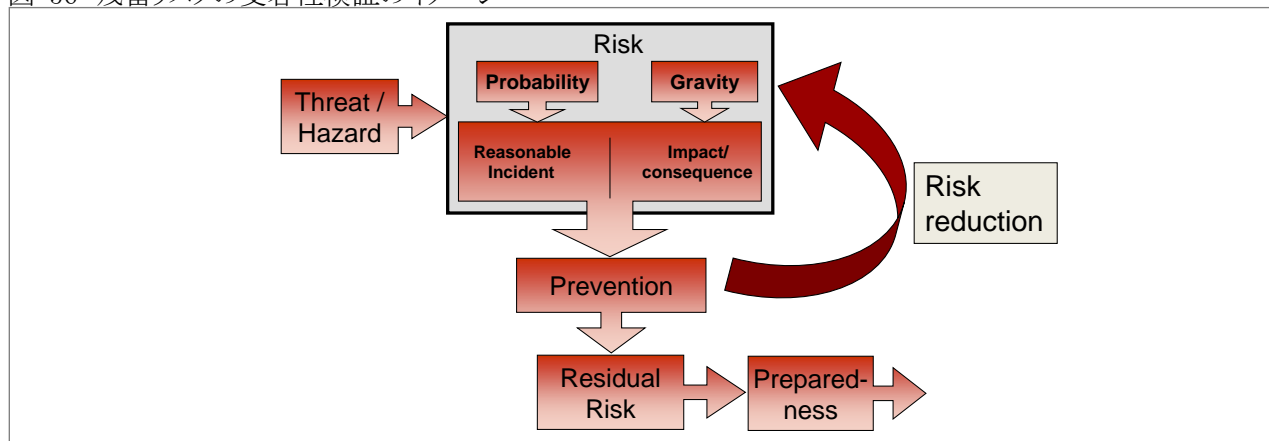 Risk
Probability
Gravity
Threat /
Hazard
Reasonable
Incident
Impact/
consequence
Risk
reduction
Prevention
Residual
Risk
Prepared-
ness